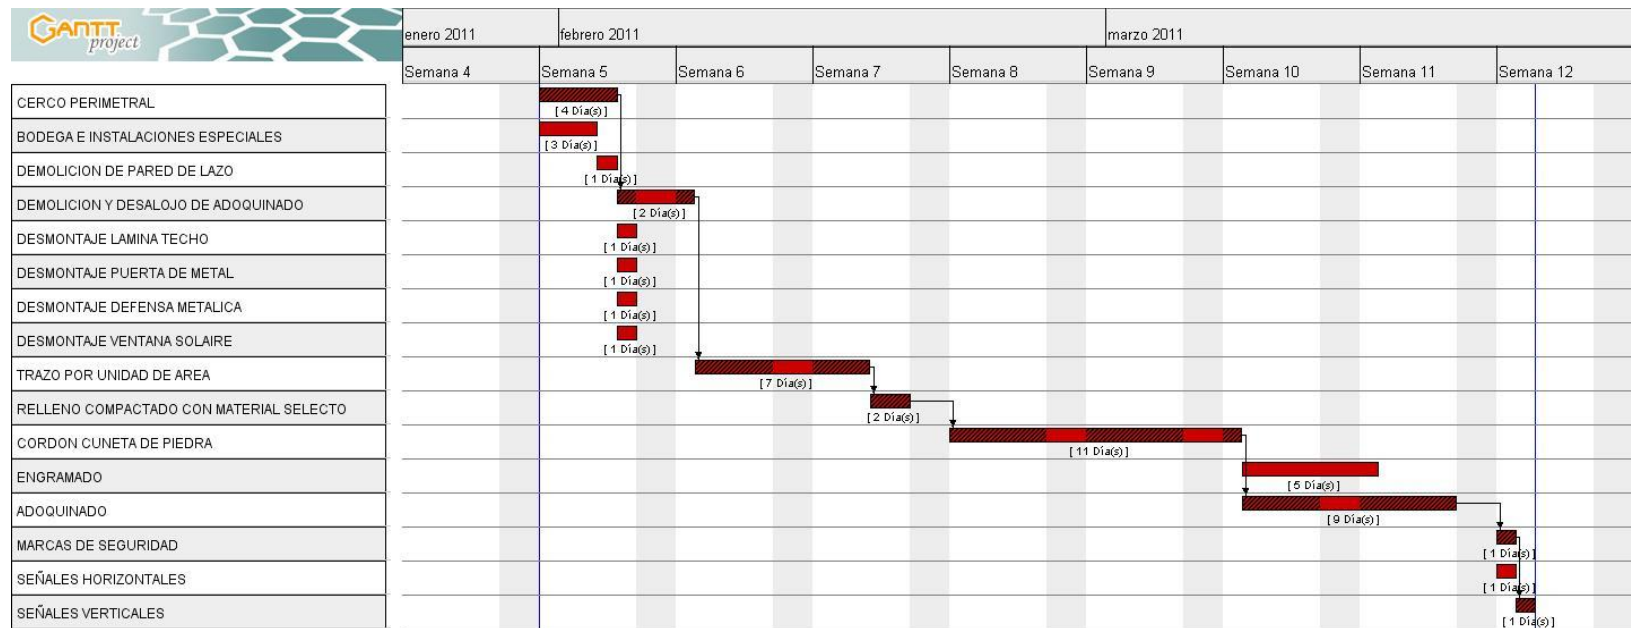 GANTT
project
enero 2011
febrero 2011
marzo 2011
Semana 4
Semana 5
Semana 6
Semana 7
Semana 8
Semana 9
Semana 10
Semana 11
Semana 12
CERCO PERIMETRAL
[ 4 Día(s) ]
BODEGA E INSTALACIONES ESPECIALES
[ 3 Día(s) ]
DEMOLICION DE PARED DE LAZO
[ 1 Día(s) ]
DEMOLICION Y DESALOJO DE ADOQUINADO
[ 2 Día(s) ]
DESMONTAJE LAMINA TECHO
[ 1 Día(s) ]
DESMONTAJE PUERTA DE METAL
[ 1 Día(s) ]
DESMONTAJE DEFENSA METALICA
[ 1 Día(s) ]
DESMONTAJE VENTANA SOLAIRE
[ 1 Día(s) ]
TRAZO POR UNIDAD DE AREA
[ 7 Día(s) ]
RELLENO COMPACTADO CON MATERIAL SELECTO
[ 2 Día(s) ]
CORDON CUNETA DE PIEDRA
[ 11 Día(s) ]
ENGRAMADO
[ 5 Día(s) ]
ADOQUINADO
[ 9 Día(s) ]
MARCAS DE SEGURIDAD
[ 1 Día(s) ]
SEÑALES HORIZONTALES
[ 1 Día(s) ]
SEÑALES VERTICALES
[ 1 Día(s) ]